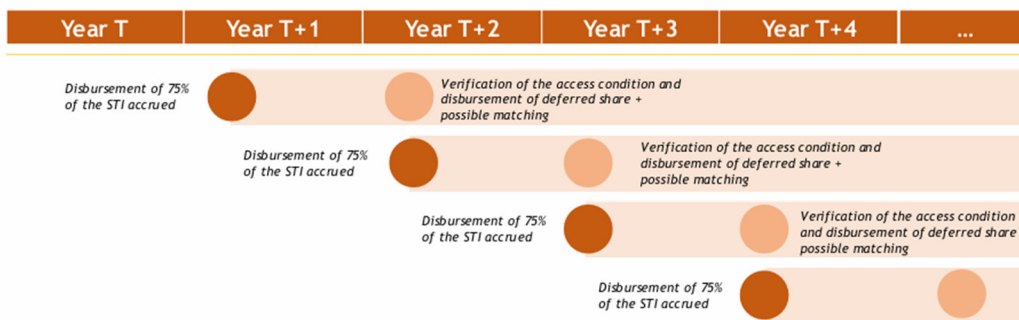 Year T
Year T+1
Year T+2
Year T+3
Year T+4
...
Disbursement of 75%
of the STI accrued
Verification of the access condition and
disbursement of deferred share +
possible matching
Disbursement of 75%
of the STI accrued
Verification of the access condition and
disbursement of deferred share +
possible matching
Disbursement of 75%
of the STI accrued
Verification of the access condition
and disbursement of deferred share
possible matching
Disbursement of 75%
of the STI accrued